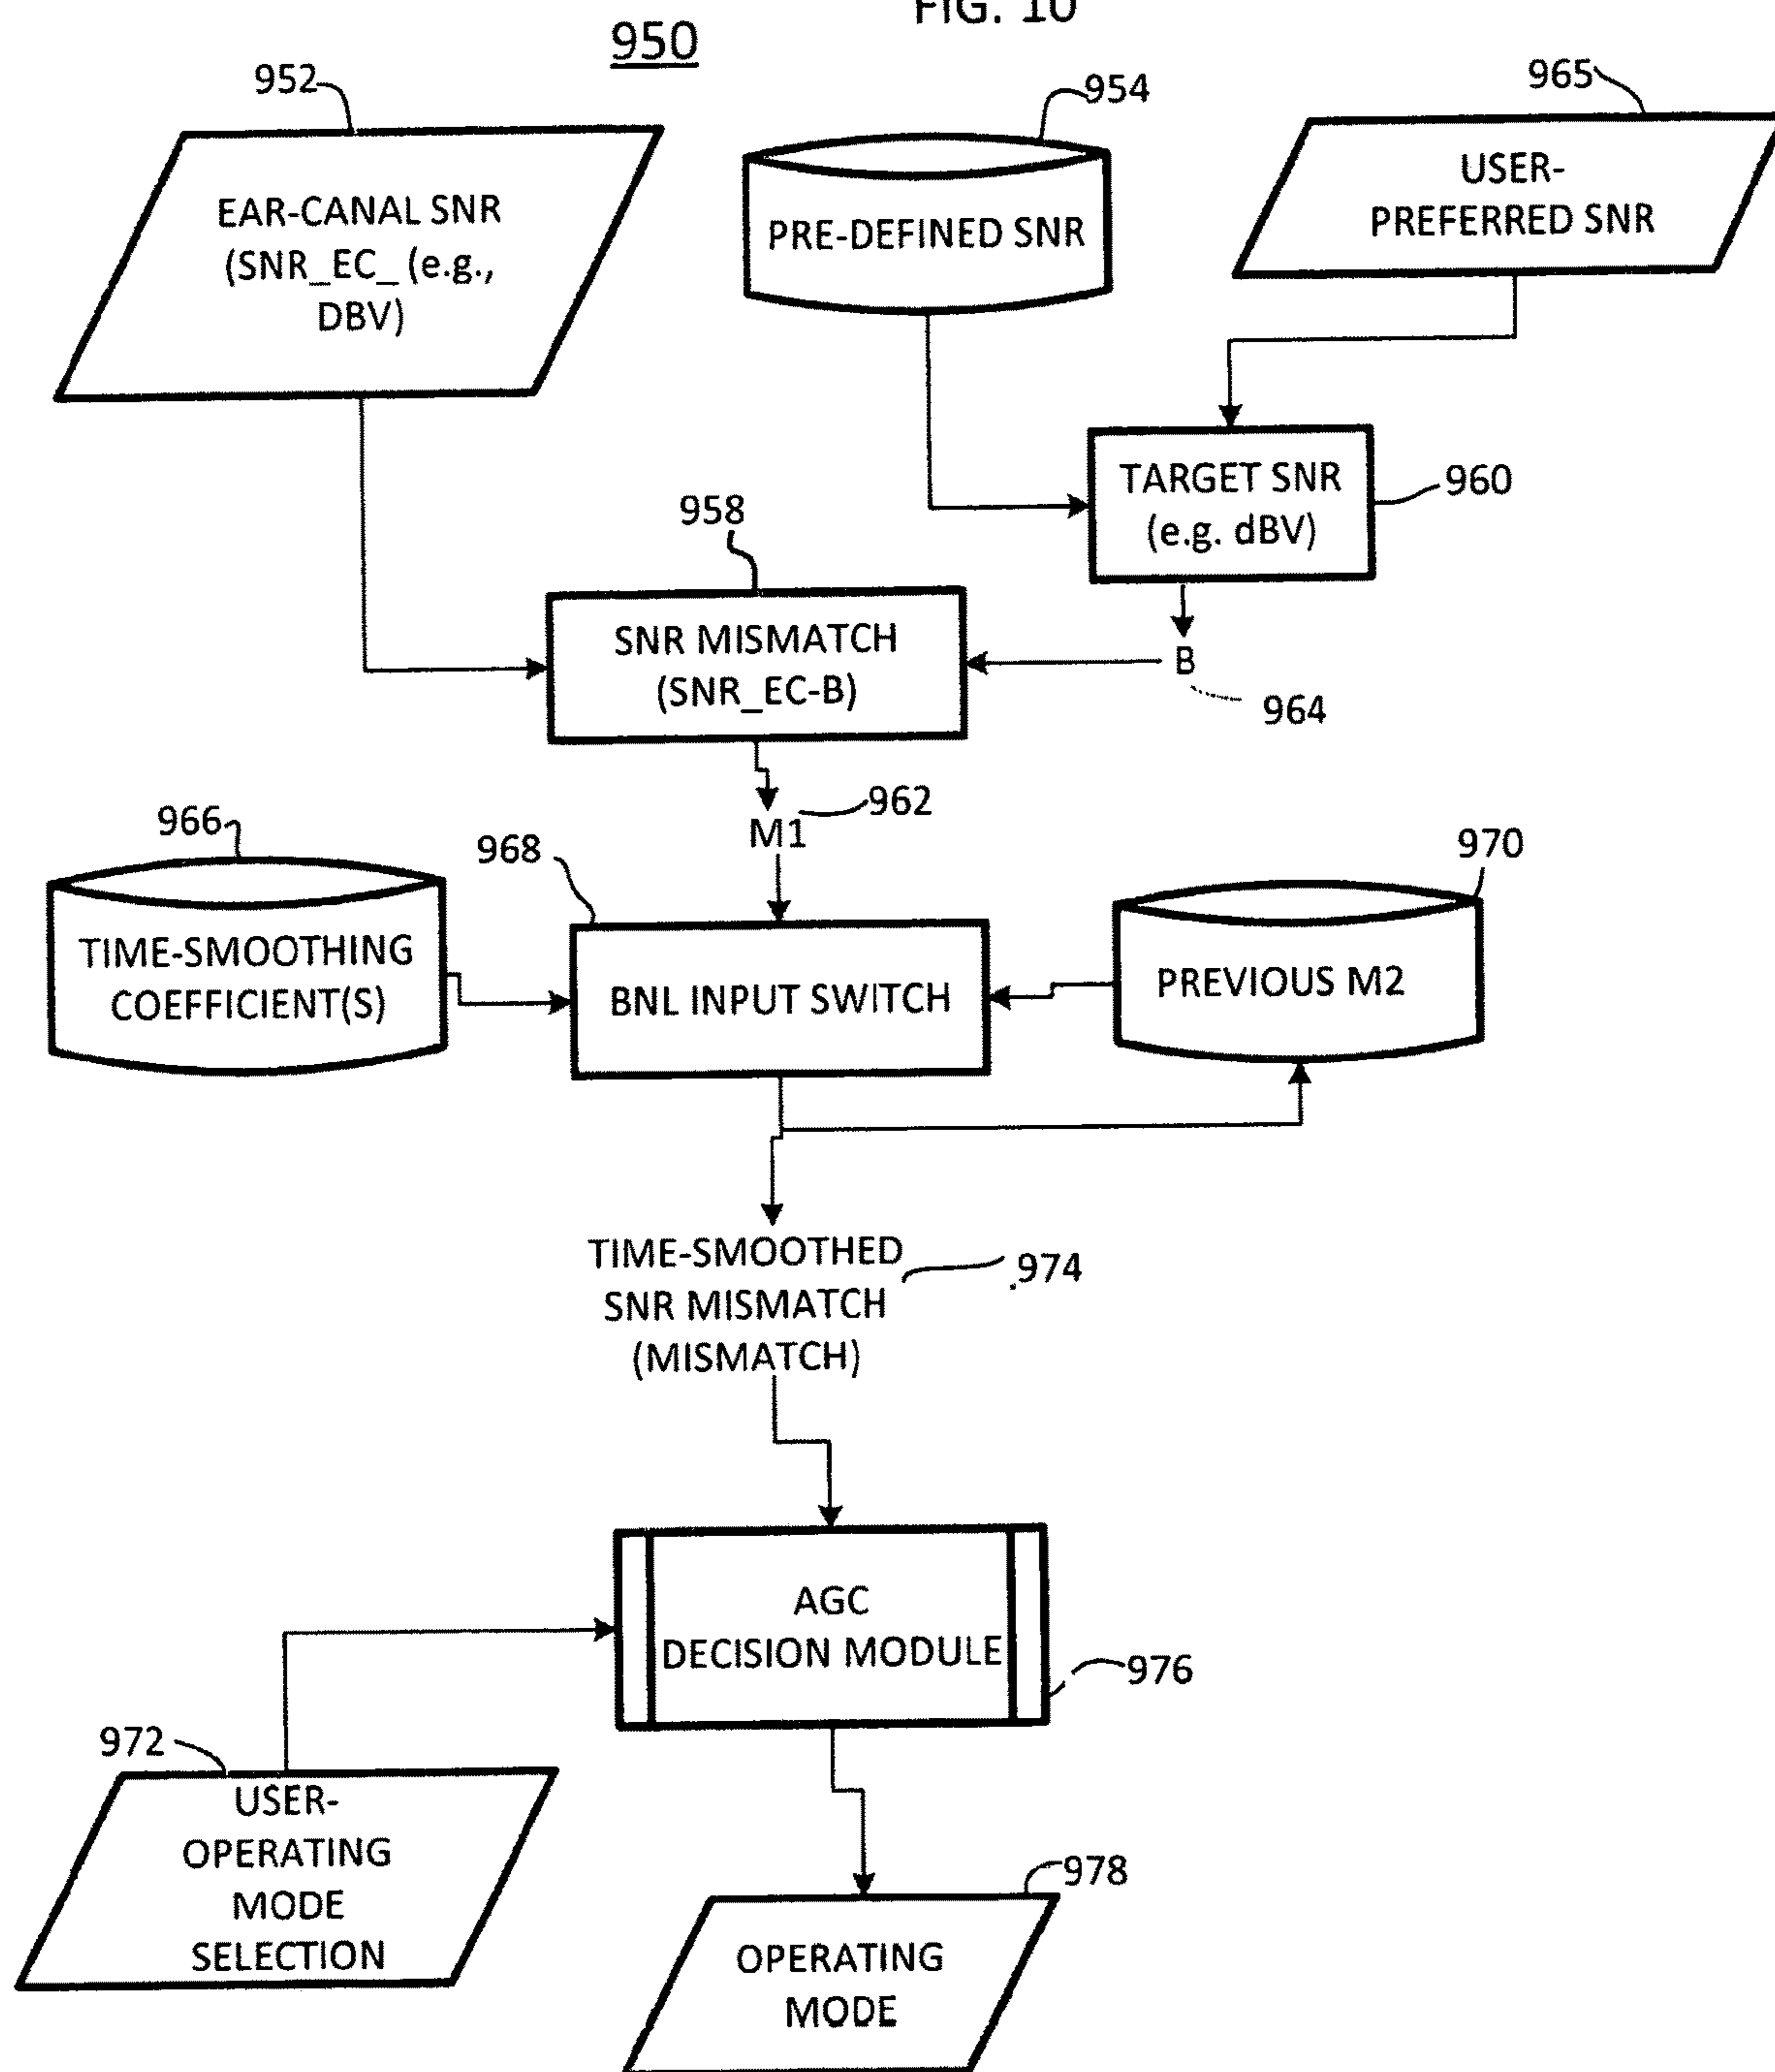 FIG. 10
950
952
954
965
EAR-CANAL SNR
(SNR_EC_ (e.g.,
DBV)
PRE-DEFINED SNR
USER-
PREFERRED SNR
TARGET SNR
(e.g. dBV)
960
958
SNR MISMATCH
(SNR_EC-B)
B
964
M1
962
966
968
970
TIME-SMOOTHING
COEFFICIENT(S)
BNL INPUT SWITCH
PREVIOUS M2
TIME-SMOOTHED
SNR MISMATCH
(MISMATCH)
974
AGC
DECISION MODULE
976
972
USER-
OPERATING
MODE
SELECTION
978
OPERATING
MODE